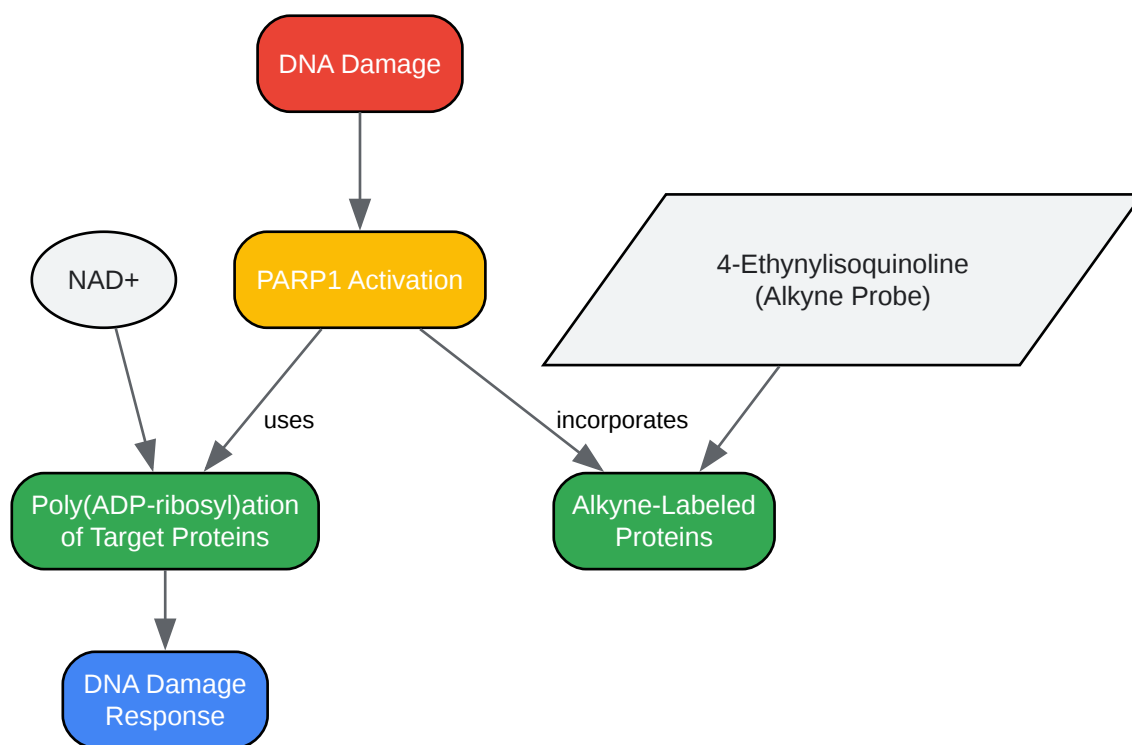 DNA Damage
4-Ethynylisoquinoline
(Alkyne Probe)
NAD+
PARP1 Activation
uses
incorporates
Poly(ADP-ribosyl)ation
of Target Proteins
Alkyne-Labeled
Proteins
DNA Damage
Response